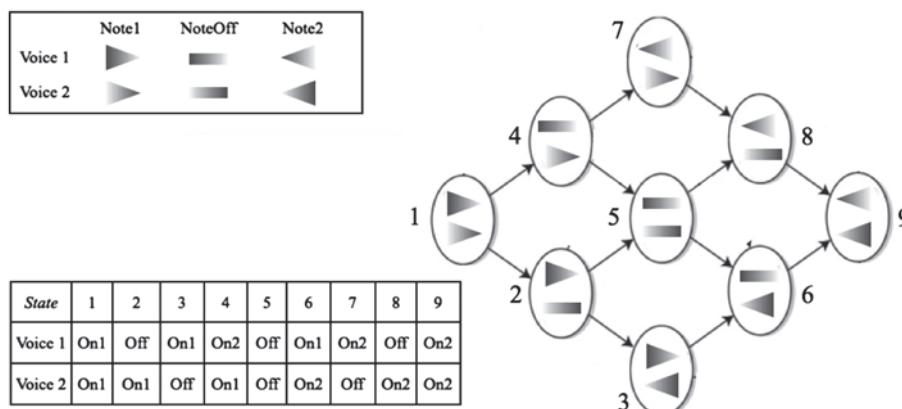 Note1 NoteOff Note2
Voice 1
Voice 2
7
4 8
1 5 9
2 6
3
State 1 2 3 4 5 6 7 8 9
Voice 1 On1 Off On1 On2 Off On1 On2 Off On2
Voice 2 On1 On1 Off On1 Off On2 Off On2 On2